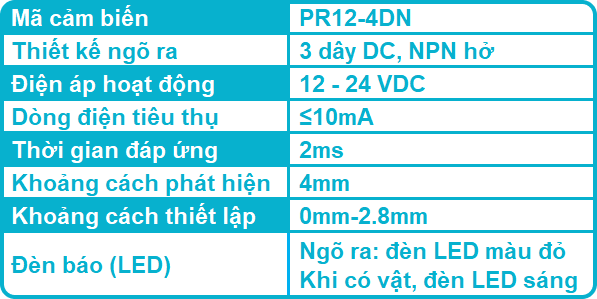 Mã cảm biến PR12-4DN
Thiết kế ngõ ra 3 dây DC, NPN hở
Điện áp hoạt động 12 - 24 VDC
Dòng điện tiêu thụ ≤10mA
Thời gian đáp ứng 2ms
Khoảng cách phát hiện 4mm
Khoảng cách thiết lập 0mm-2.8mm
Đèn báo (LED) Ngõ ra: đèn LED màu đỏ
Khi có vật, đèn LED sáng